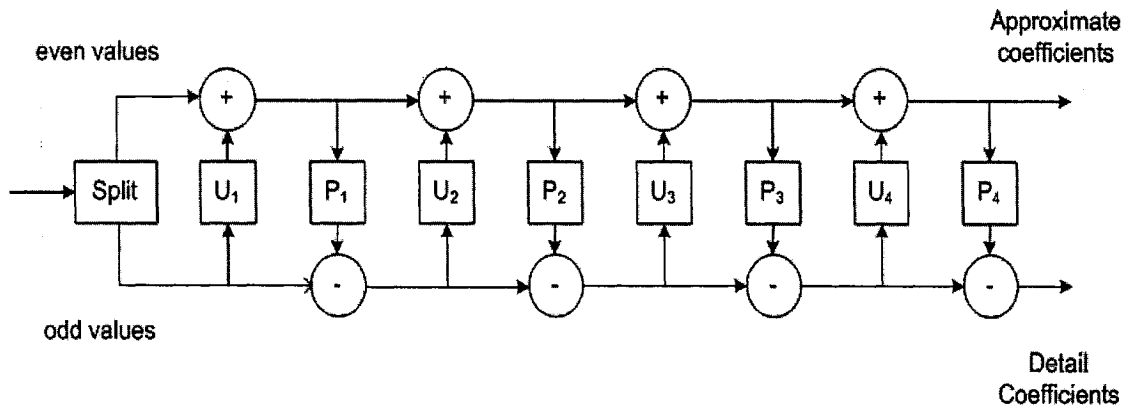 Approximate
coefficients
even values
+ + + +
Split U₁ P₁ U₂ P₂ U₃ P₃ U₄ P₄
- - - -
odd values
Detail
Coefficients